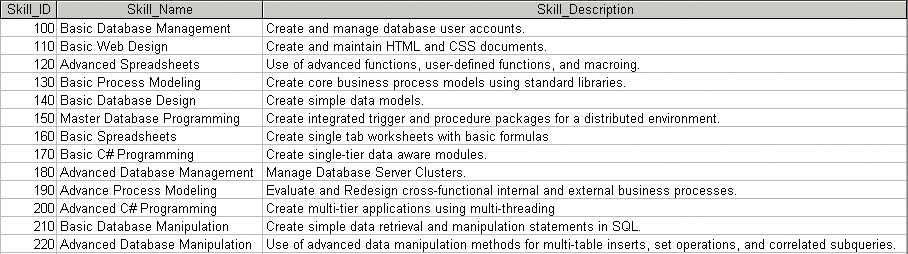 Skill_ID Skill_Name Skill_Description
100 Basic Database Management Create and manage database user accounts.
110 Basic Web Design Create and maintain HTML and CSS documents.
120 Advanced Spreadsheets Use of advanced functions, user-defined functions, and macroing.
130 Basic Process Modeling Create core business process models using standard libraries.
140 Basic Database Design Create simple data models.
150 Master Database Programming Create integrated trigger and procedure packages for a distributed environment.
160 Basic Spreadsheets Create single tab worksheets with basic formulas
170 Basic C# Programming Create single-tier data aware modules.
180 Advanced Database Management Manage Database Server Clusters.
190 Advance Process Modeling Evaluate and Redesign cross-functional internal and external business processes.
200 Advanced C# Programming Create multi-tier applications using multi-threading
210 Basic Database Manipulation Create simple data retrieval and manipulation statements in SQL.
220 Advanced Database Manipulation Use of advanced data manipulation methods for multi-table inserts, set operations, and correlated subqueries.